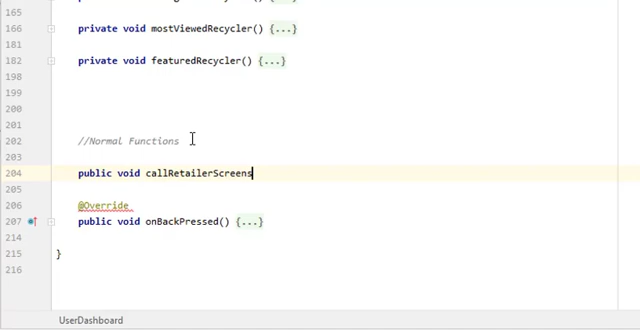 165
166 private void mostViewedRecycler() {...}
181
182 private void featuredRecycler() {...}
198
199
200
201
202 //Normal Functions
203
204 public void callRetailerScreens
205
206 @Override
207 public void onBackPressed() {...}
214
215 }
216
UserDashboard